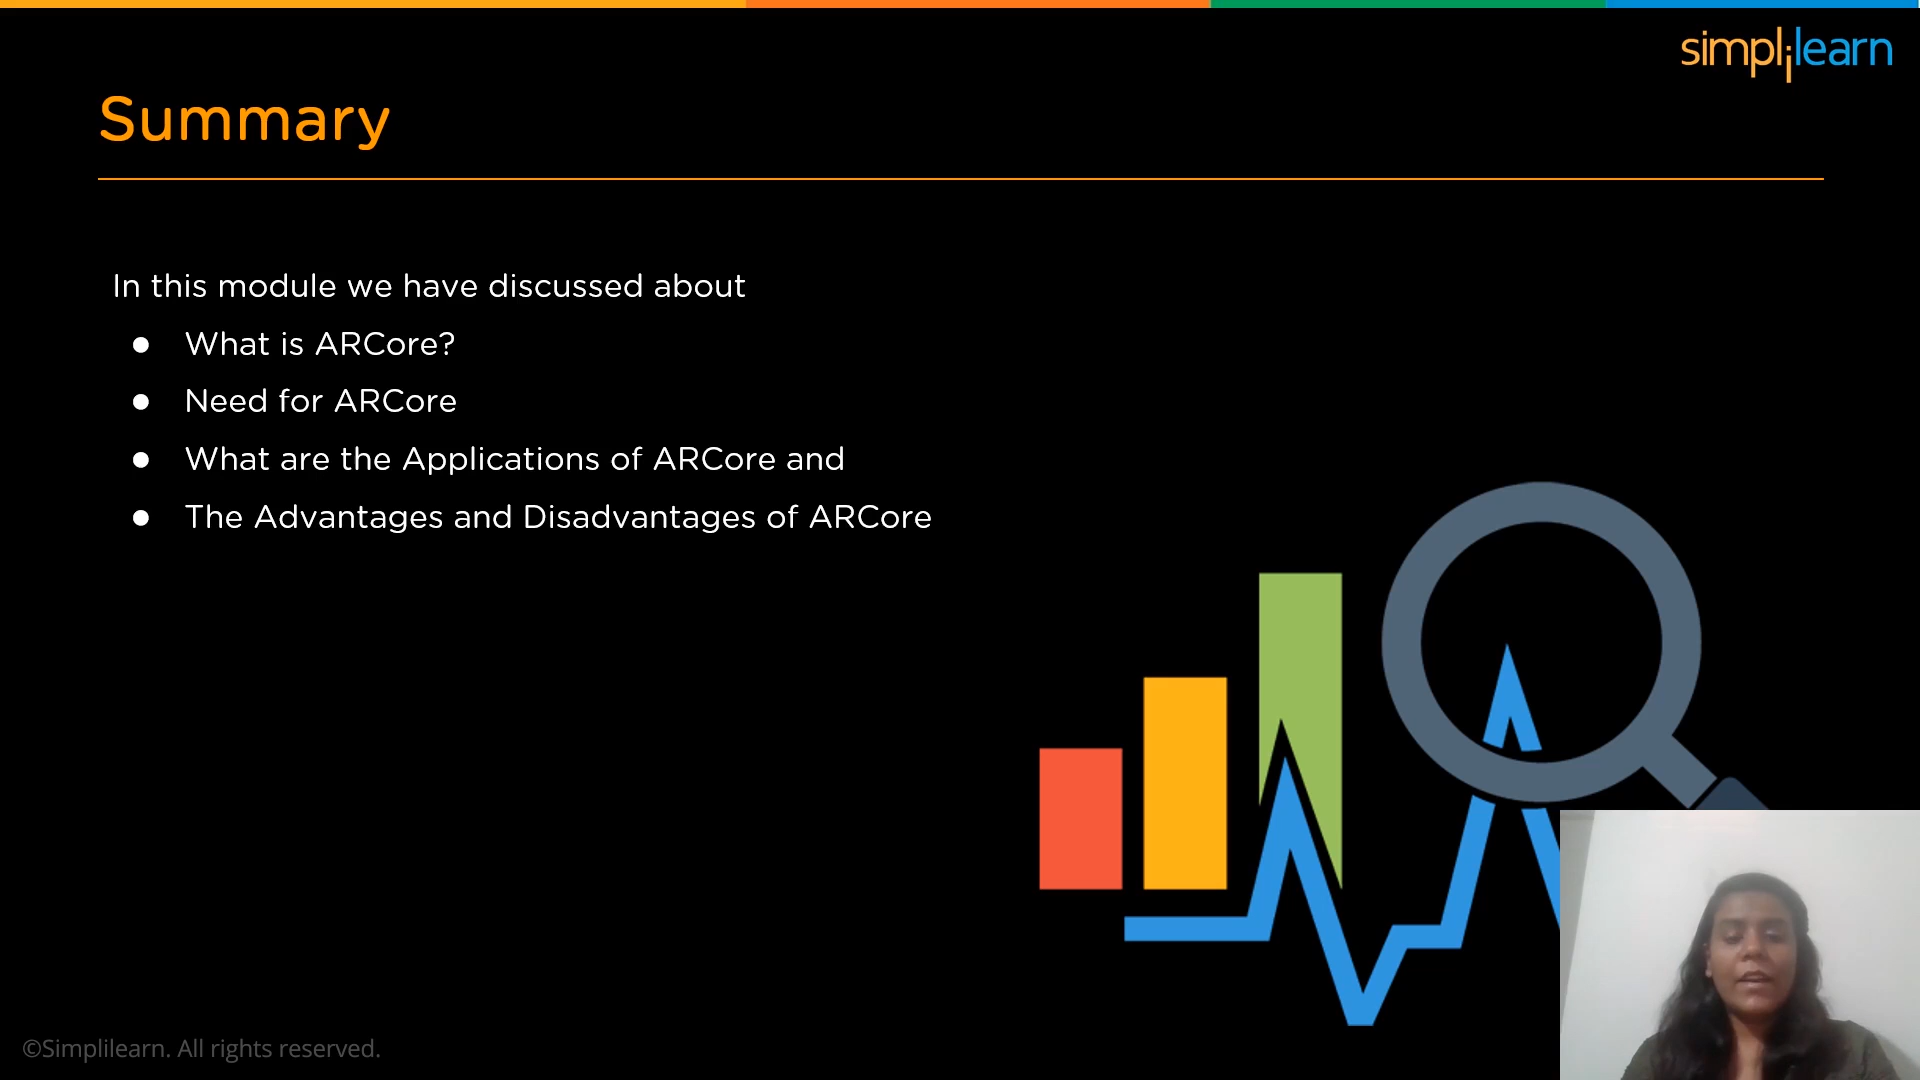 simplilearn
Summary
In this module we have discussed about
● What is ARCore?
● Need for ARCore
● What are the Applications of ARCore and
● The Advantages and Disadvantages of ARCore
©Simplilearn. All rights reserved.